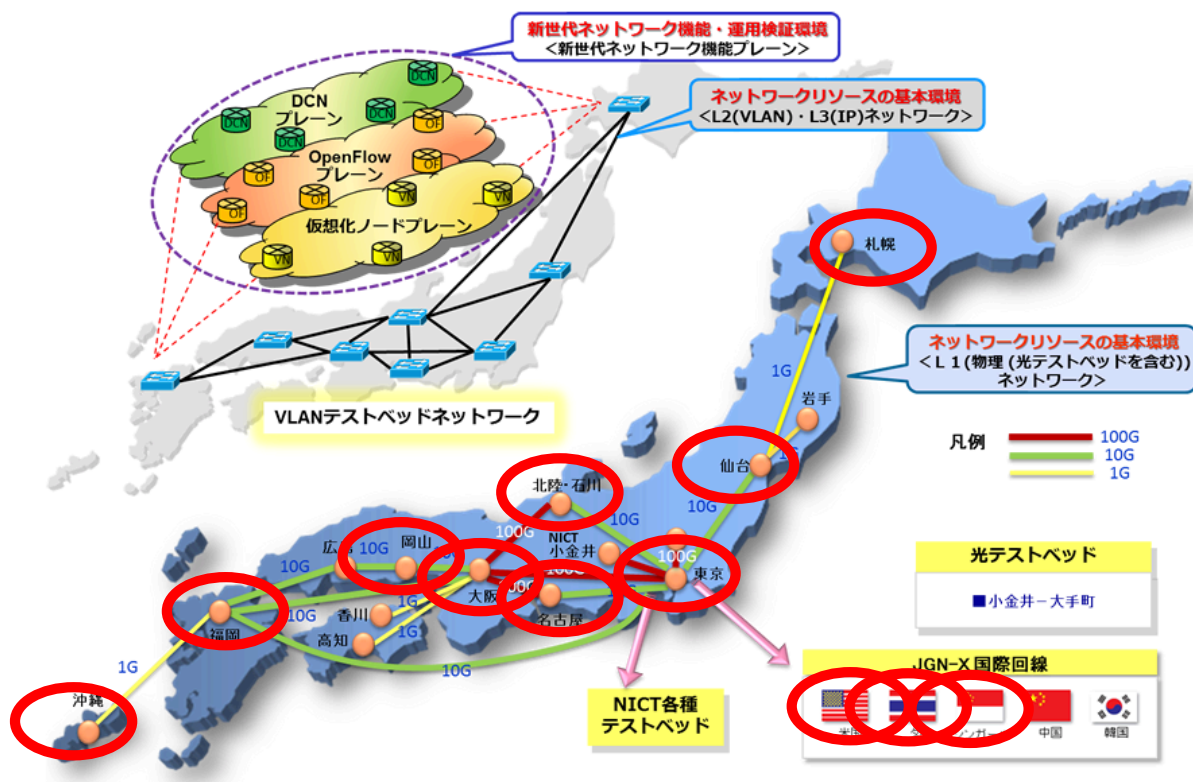 新世代ネットワーク機能・運用検証環境
<新世代ネットワーク機能プレーン>
ネットワークリソースの基本環境
<L2(VLAN)・L3(IP)ネットワーク>
DCN
DCN
プレーン
DCN
DCN
DCN
OF
OpenFlow
プレーン
OF
OF
OF
OF
VN
VN
仮想化ノードプレーン
VN
VN
VLANテストベッドネットワーク
札幌
ネットワークリソースの基本環境
<L1(物理(光テストベッドを含む))
ネットワーク>
1G
岩手
凡例
100G
10G
1G
仙台
1G
北陸・石川
10G
100G
10G
NICT
小金井
100G
東京
広島
10G
岡山
10G
100G
大阪
100G
名古屋
10G
10G
福岡
香川
1G
高知
1G
10G
1G
沖縄
光テストベッド
■小金井-大手町
NICT各種
テストベッド
JGN-X 国際回線
米国
中国
韓国